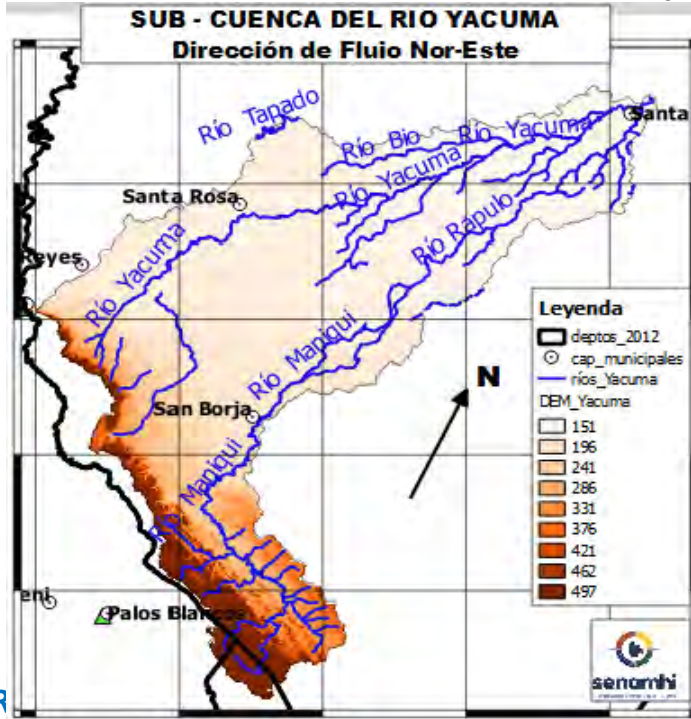 SUB - CUENCA DEL RIO YACUMA
Dirección de Flujo Nor-Este
Río Tapado
Río Bio
Río Yacuma
Santa
Río Yacuma
Santa Rosa
Río Rapulo
Reyes
Río Yacuma
Río Maniqui
San Borja
Río Maniqui
N
Leyenda
deptos_2012
cap_municipales
ríos_Yacuma
DEM_Yacuma
151
196
241
286
331
376
421
462
497
eni
Palos Blancos
senamhi
R